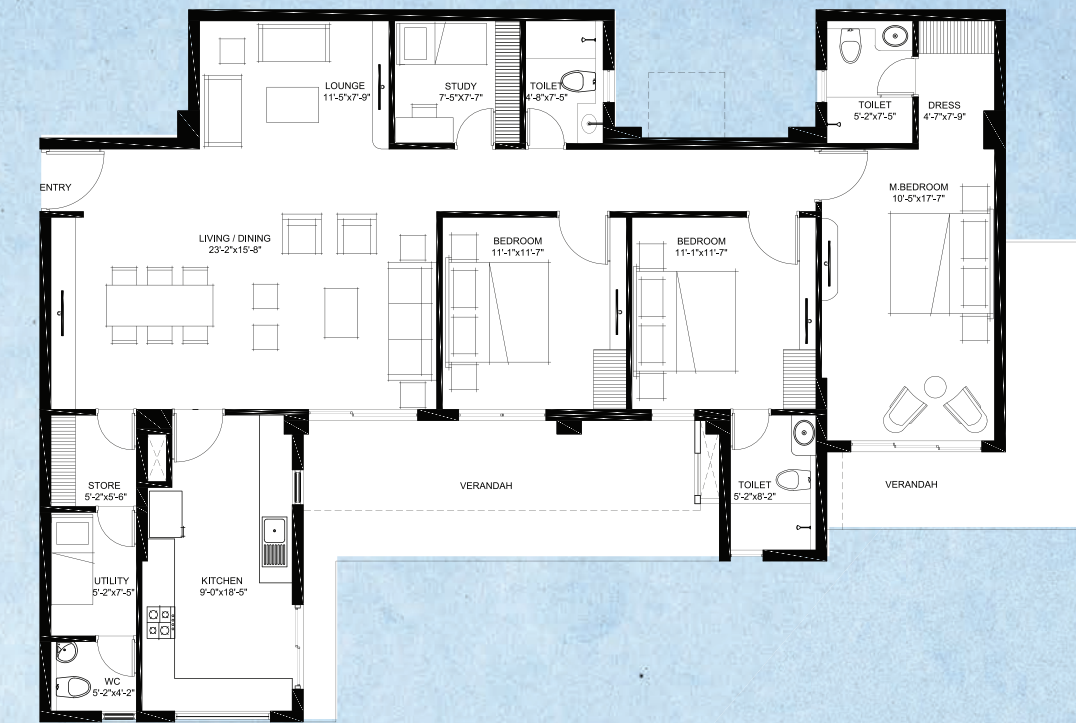 LOUNGE
11'-5"x7'-9"
STUDY
7'-5"X7'-7"
TOILET
4'-8"x7'-5"
TOILET
5'-2"x7'-5"
DRESS
4'-7"x7'-9"
ENTRY
M.BEDROOM
10'-5"x17'-7"
LIVING / DINING
23'-2"x15'-8"
BEDROOM
11'-1"x11'-7"
BEDROOM
11'-1"x11'-7"
STORE
5'-2"x5'-6"
VERANDAH
TOILET
5'-2"x8'-2"
VERANDAH
UTILITY
5'-2"x7'-5"
KITCHEN
9'-0"x18'-5"
WC
5'-2"x4'-2"